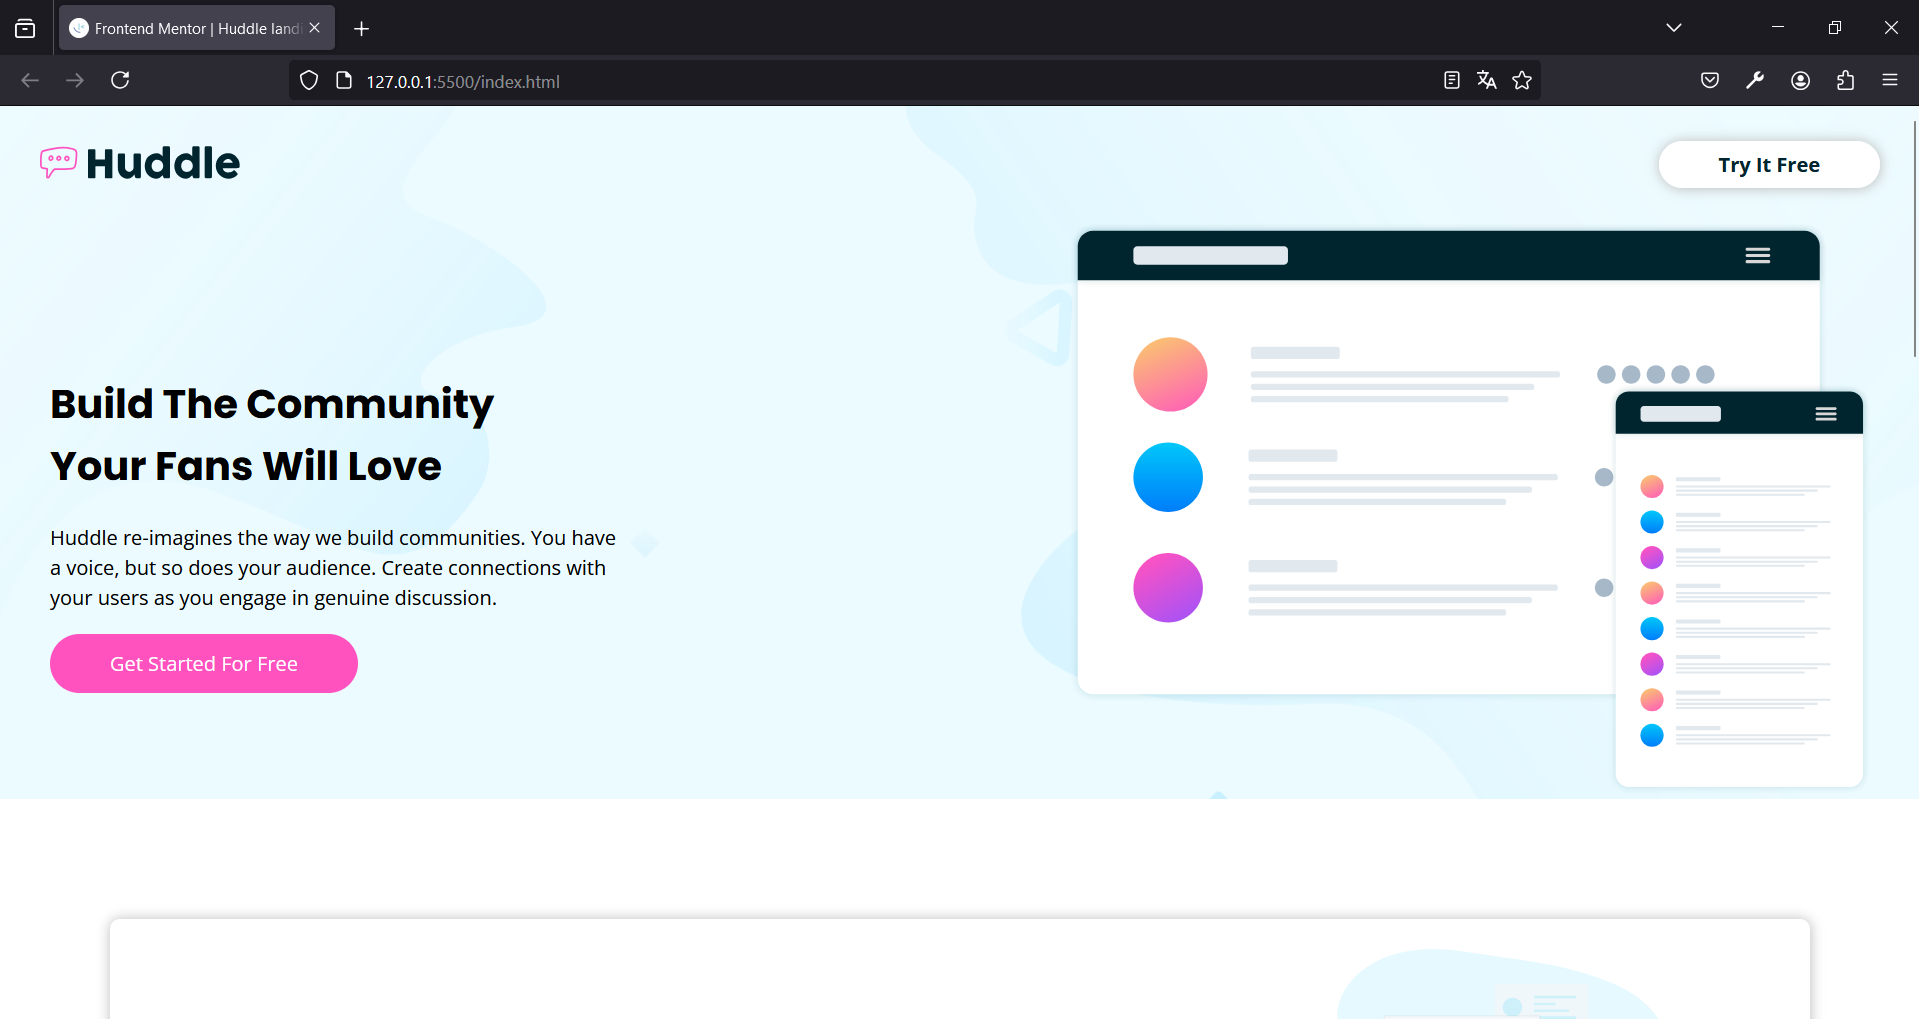 Frontend Mentor | Huddle landi
127.0.0.1:5500/index.html
Huddle
Try It Free
Build The Community
Your Fans Will Love
Huddle re-imagines the way we build communities. You have
a voice, but so does your audience. Create connections with
your users as you engage in genuine discussion.
Get Started For Free